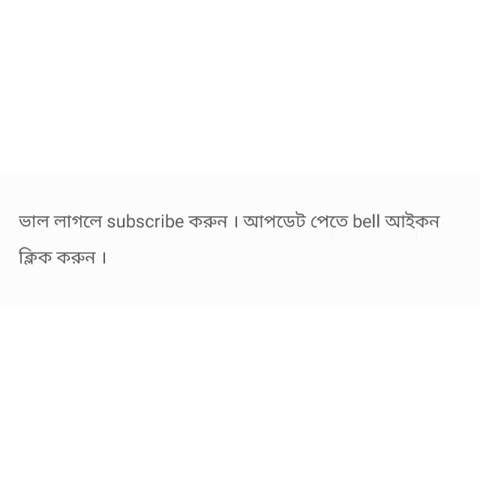 ভাল লাগলে subscribe করুন । আপডেট পেতে bell আইকন
ক্লিক করুন ।